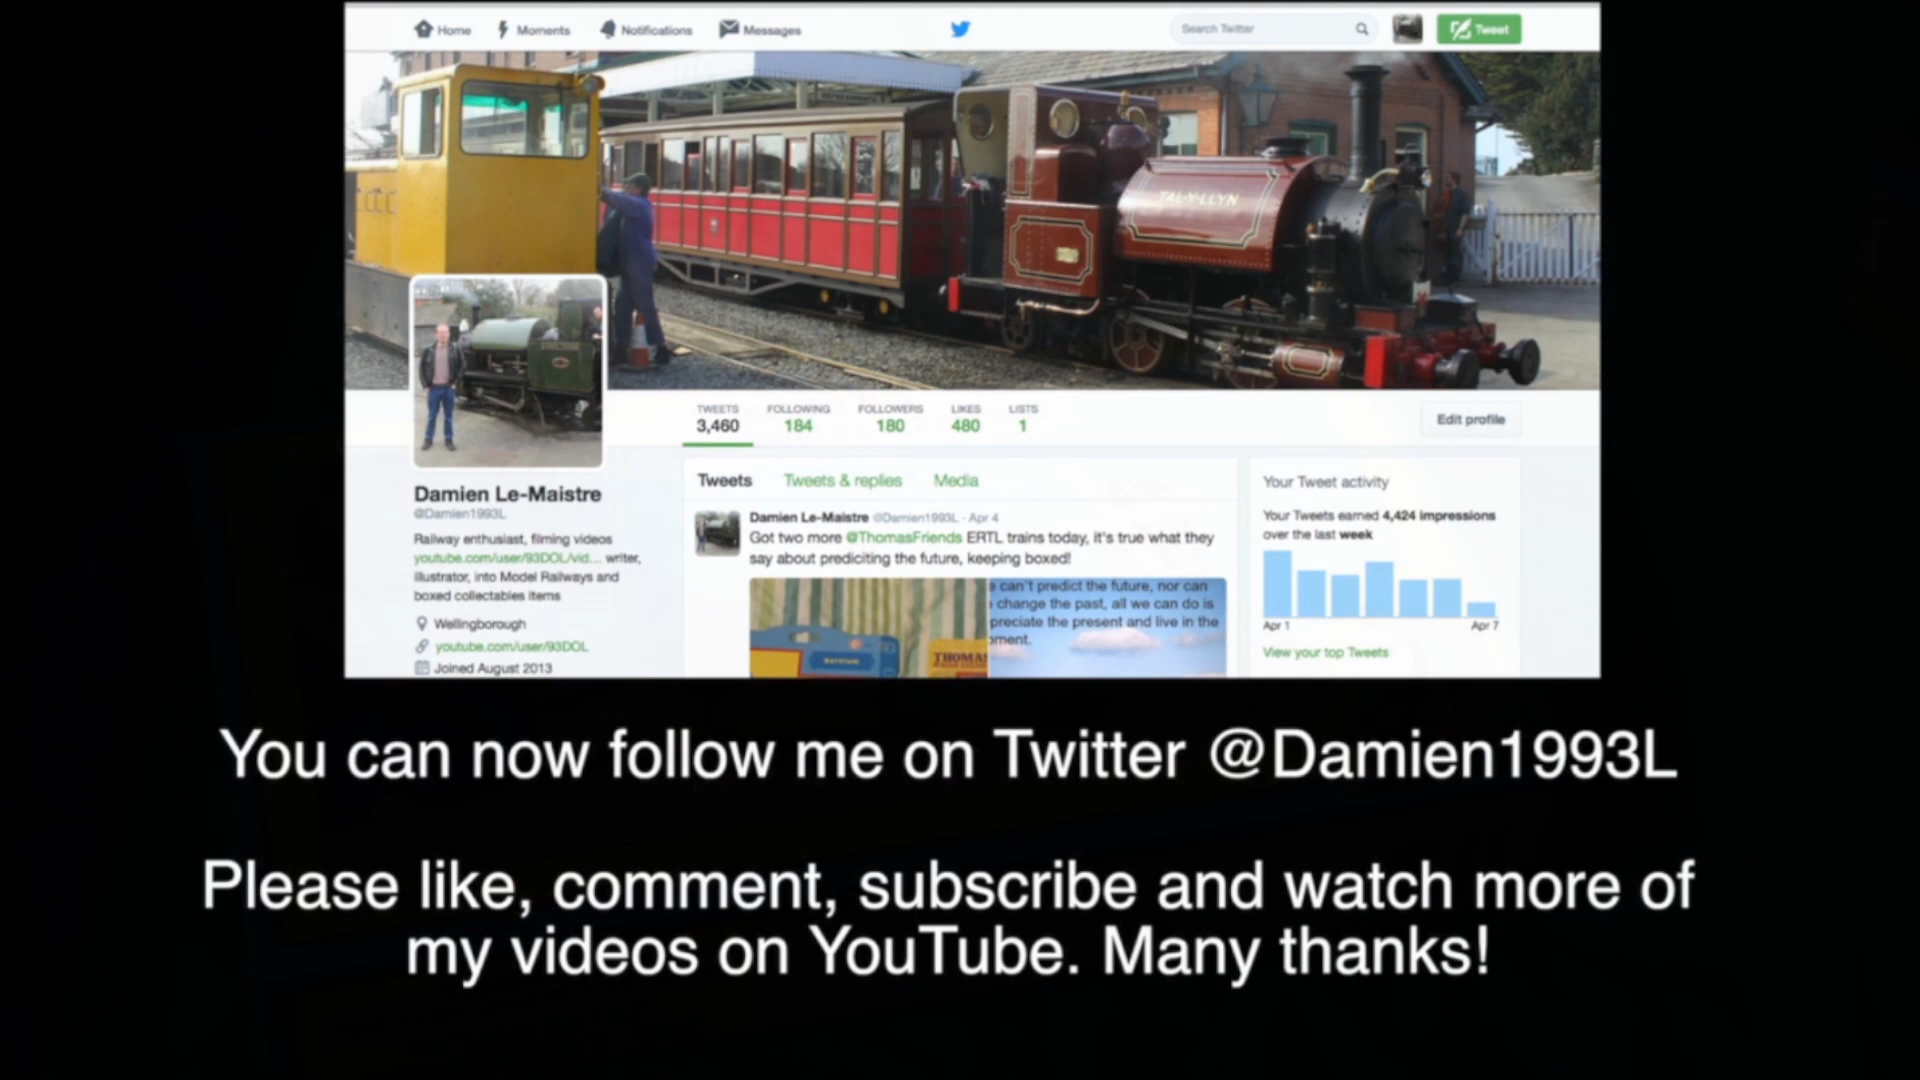 Home Moments Notifications Messages Search Twitter Tweet
TAL-Y-LLYN
TWEETS FOLLOWING FOLLOWERS LIKES LISTS
3,460 184 180 480 1
Edit profile
Damien Le-Maistre
@Damien1993L
Railway enthusiast, filming videos
youtube.com/user/93DOL/vid... writer,
illustrator, into Model Railways and
boxed collectables items
Wellingborough
youtube.com/user/93DOL
Joined August 2013
Tweets Tweets & replies Media
Damien Le-Maistre @Damien1993L · Apr 4
Got two more @ThomasFriends ERTL trains today, it's true what they
say about prediciting the future, keeping boxed!
can't predict the future, nor can
change the past, all we can do is
preciate the present and live in the
oment.
THOMAS
Your Tweet activity
Your Tweets earned 4,424 impressions
over the last week
Apr 1 Apr 7
View your top Tweets
You can now follow me on Twitter @Damien1993L
Please like, comment, subscribe and watch more of
my videos on YouTube. Many thanks!